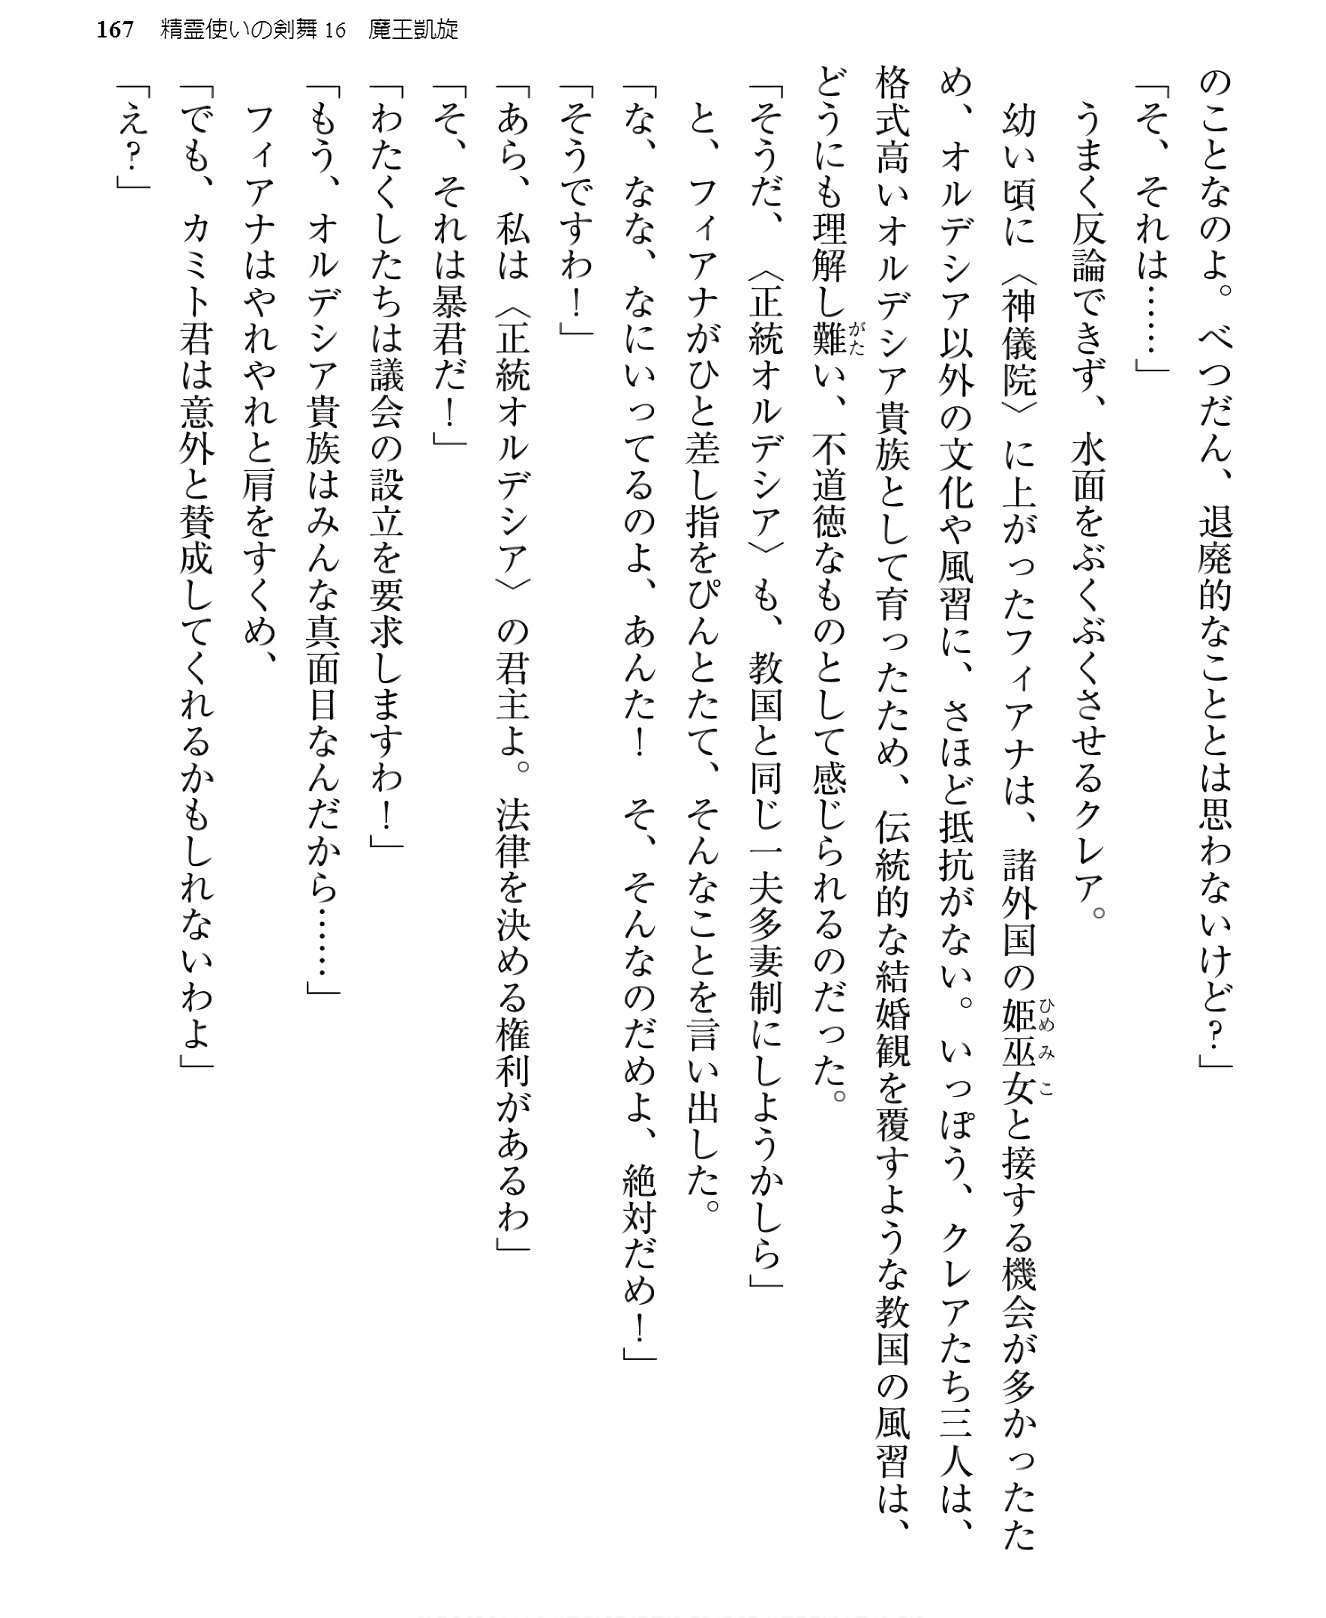 167 精霊使いの剣舞16 魔王凱旋
のことなのよ。べつだん、退廃的なこととは思わないけど?」
「そ、それは……」
うまく反論できず、水面をぶくぶくさせるクレア。
幼い頃に〈神儀院〉に上がったフィアナは、諸外国の姫巫女と接する機会が多かったた
ひめみこ
め、オルデシア以外の文化や風習に、さほど抵抗がない。いっぽう、クレアたち三人は、
格式高いオルデシア貴族として育ったため、伝統的な結婚観を覆すような教国の風習は、
どうにも理解し難い、不道徳なものとして感じられるのだった。
がた
「そうだ、〈正統オルデシア〉も、教国と同じ一夫多妻制にしようかしら」
と、フィアナがひと差し指をぴんとたて、そんなことを言い出した。
「な、なな、なにいってるのよ、あんた! そ、そんなのだめよ、絶対だめ!」
「そうですわ!」
「あら、私は〈正統オルデシア〉の君主よ。法律を決める権利があるわ」
「そ、それは暴君だ!」
「わたくしたちは議会の設立を要求しますわ!」
「もう、オルデシア貴族はみんな真面目なんだから……」
フィアナはやれやれと肩をすくめ、
「でも、カミト君は意外と賛成してくれるかもしれないわよ」
「え?」